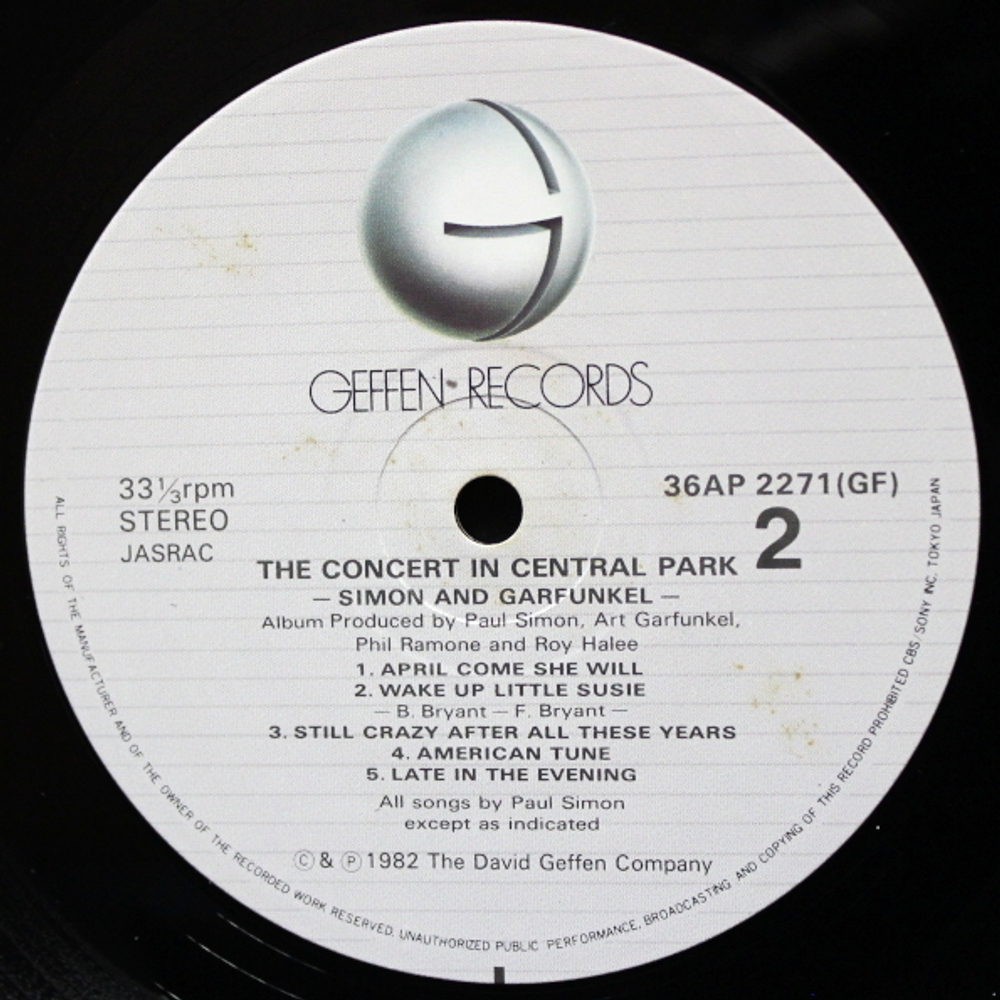 GEFFEN RECORDS
33⅓rpm
STEREO
JASRAC
36AP 2271(GF)
2
THE CONCERT IN CENTRAL PARK
— SIMON AND GARFUNKEL —
Album Produced by Paul Simon, Art Garfunkel,
Phil Ramone and Roy Halee
1. APRIL COME SHE WILL
2. WAKE UP LITTLE SUSIE
— B. Bryant — F. Bryant —
3. STILL CRAZY AFTER ALL THESE YEARS
4. AMERICAN TUNE
5. LATE IN THE EVENING
All songs by Paul Simon
except as indicated
Ⓒ & Ⓟ 1982 The David Geffen Company
ALL RIGHTS OF THE MANUFACTURER AND OF THE OWNER OF THE RECORDED WORK RESERVED. UNAUTHORIZED PUBLIC PERFORMANCE, BROADCASTING AND COPYING OF THIS RECORD PROHIBITED CBS/SONY INC. TOKYO JAPAN